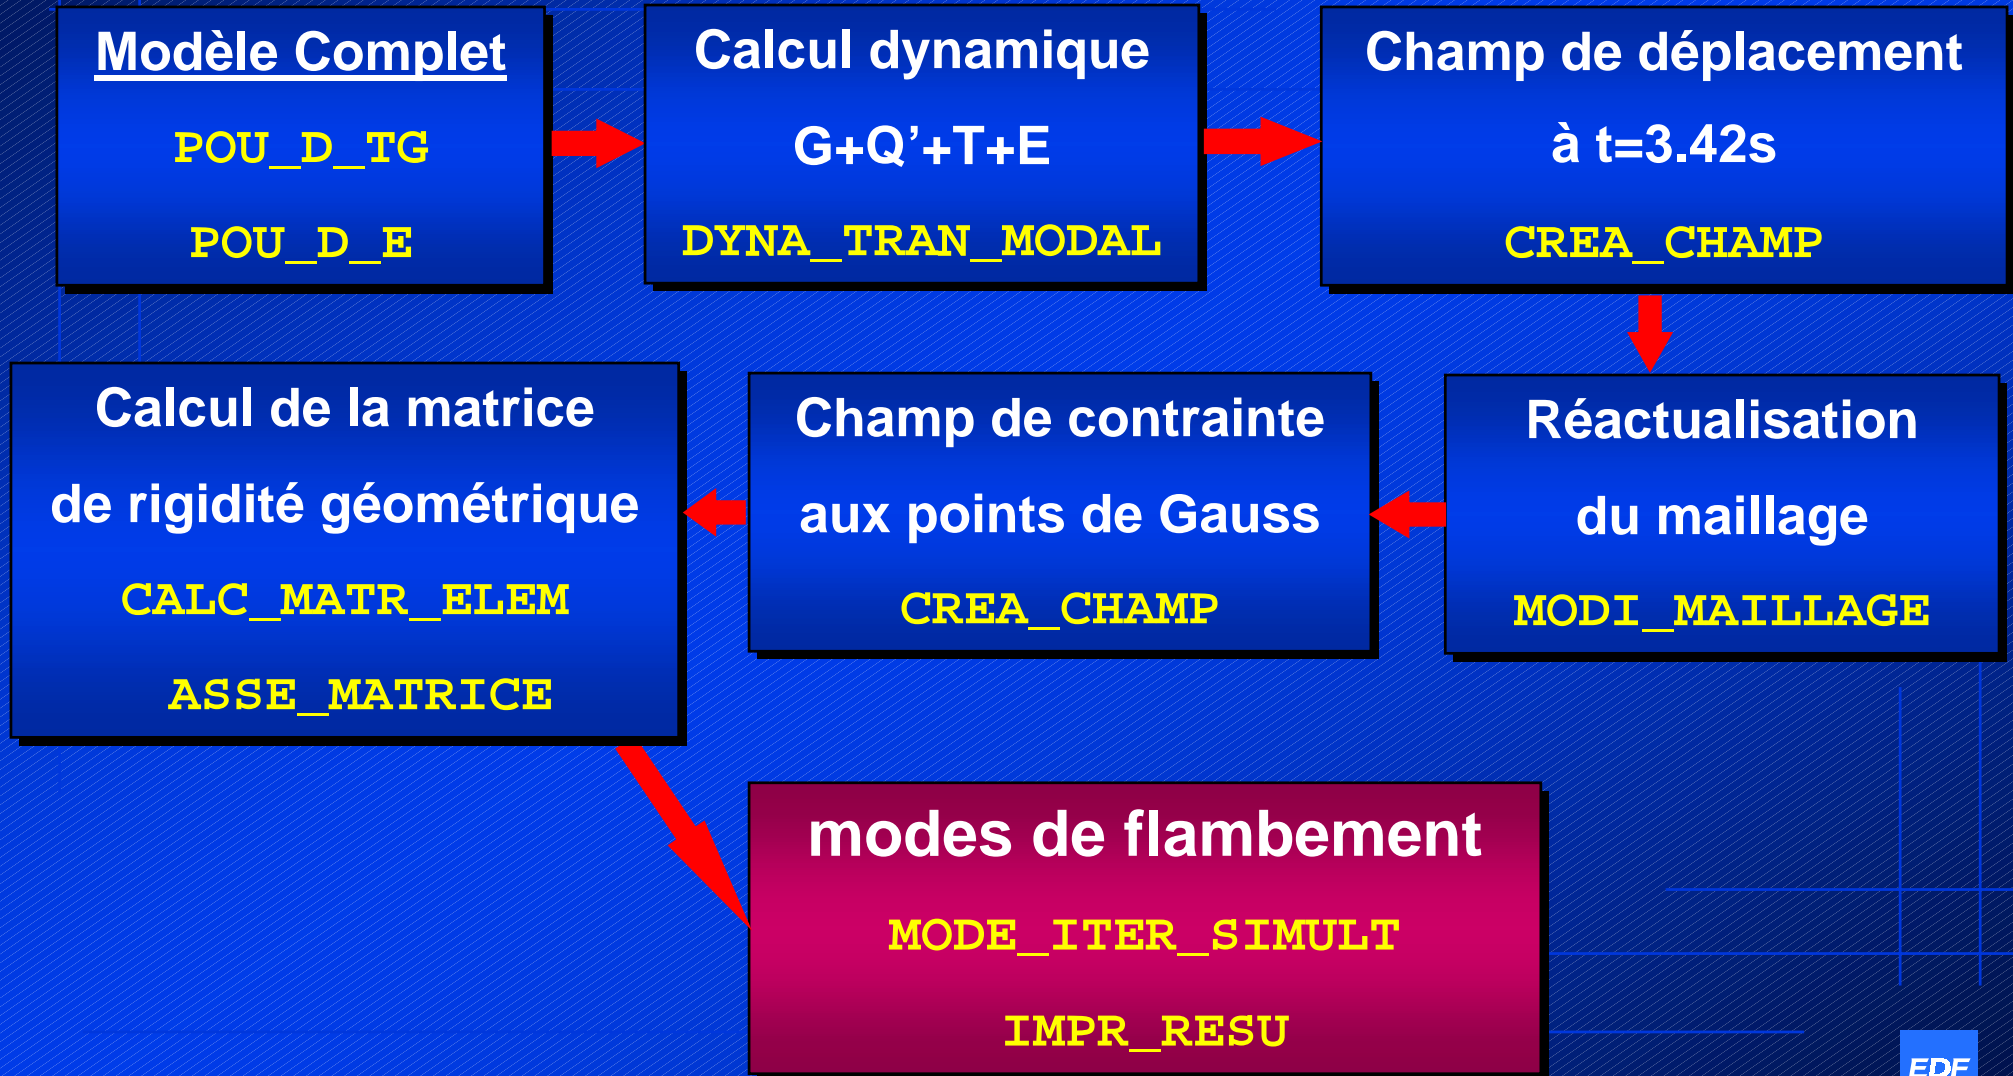 Modèle Complet
POU_D_TG
POU_D_E
Calcul dynamique
G+Q’+T+E
DYNA_TRAN_MODAL
Champ de déplacement
à t=3.42s
CREA_CHAMP
Réactualisation
du maillage
MODI_MAILLAGE
Champ de contrainte
aux points de Gauss
CREA_CHAMP
Calcul de la matrice
de rigidité géométrique
CALC_MATR_ELEM
ASSE_MATRICE
modes de flambement
MODE_ITER_SIMULT
IMPR_RESU
EDF